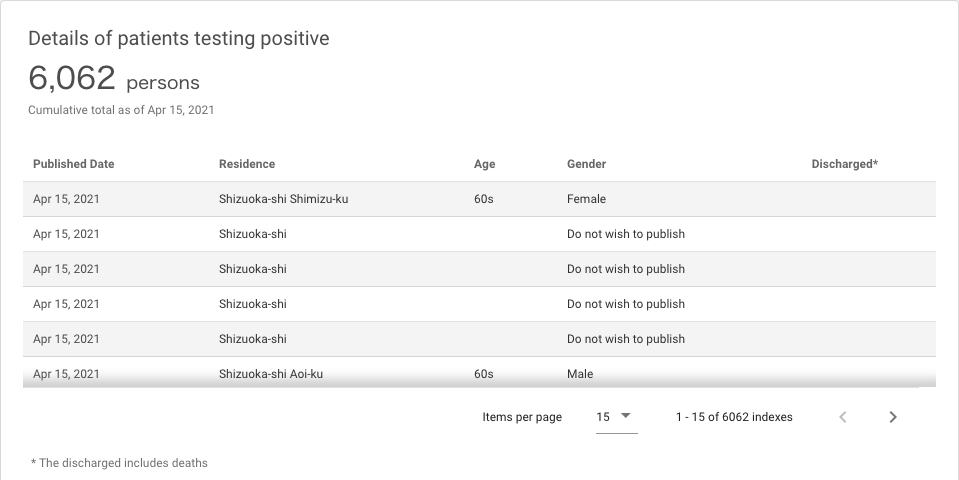 Details of patients testing positive
6,062 persons
Cumulative total as of Apr 15, 2021
Published Date Residence Age Gender Discharged*
Apr 15, 2021 Shizuoka-shi Shimizu-ku 60s Female
Apr 15, 2021 Shizuoka-shi Do not wish to publish
Apr 15, 2021 Shizuoka-shi Do not wish to publish
Apr 15, 2021 Shizuoka-shi Do not wish to publish
Apr 15, 2021 Shizuoka-shi Do not wish to publish
Apr 15, 2021 Shizuoka-shi Aoi-ku 60s Male
Items per page 15 1 - 15 of 6062 indexes
* The discharged includes deaths